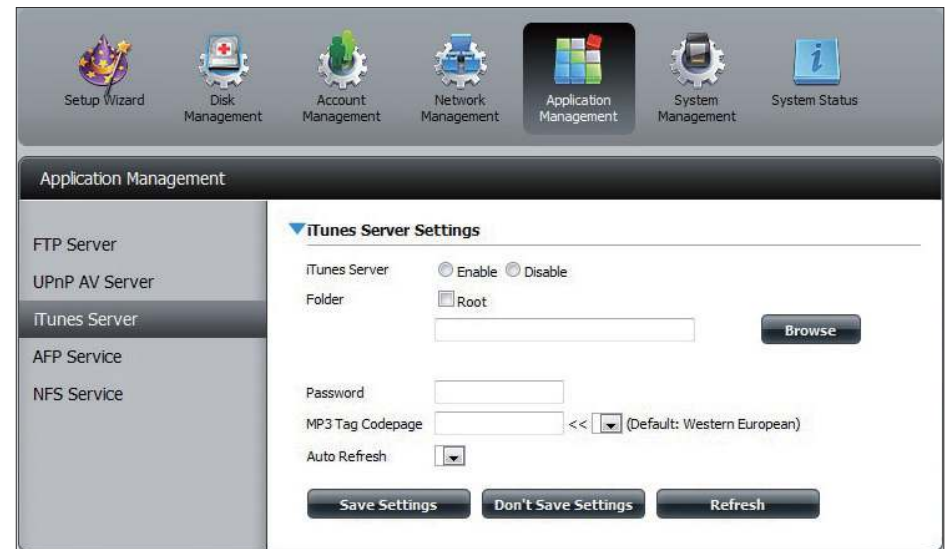 Setup Wizard
Disk Management
Account Management
Network Management
Application Management
System Management
System Status
Application Management
FTP Server
UPnP AV Server
iTunes Server
AFP Service
NFS Service
iTunes Server Settings
iTunes Server Enable Disable
Folder Root
Browse
Password
MP3 Tag Codepage << (Default: Western European)
Auto Refresh
Save Settings Don't Save Settings Refresh